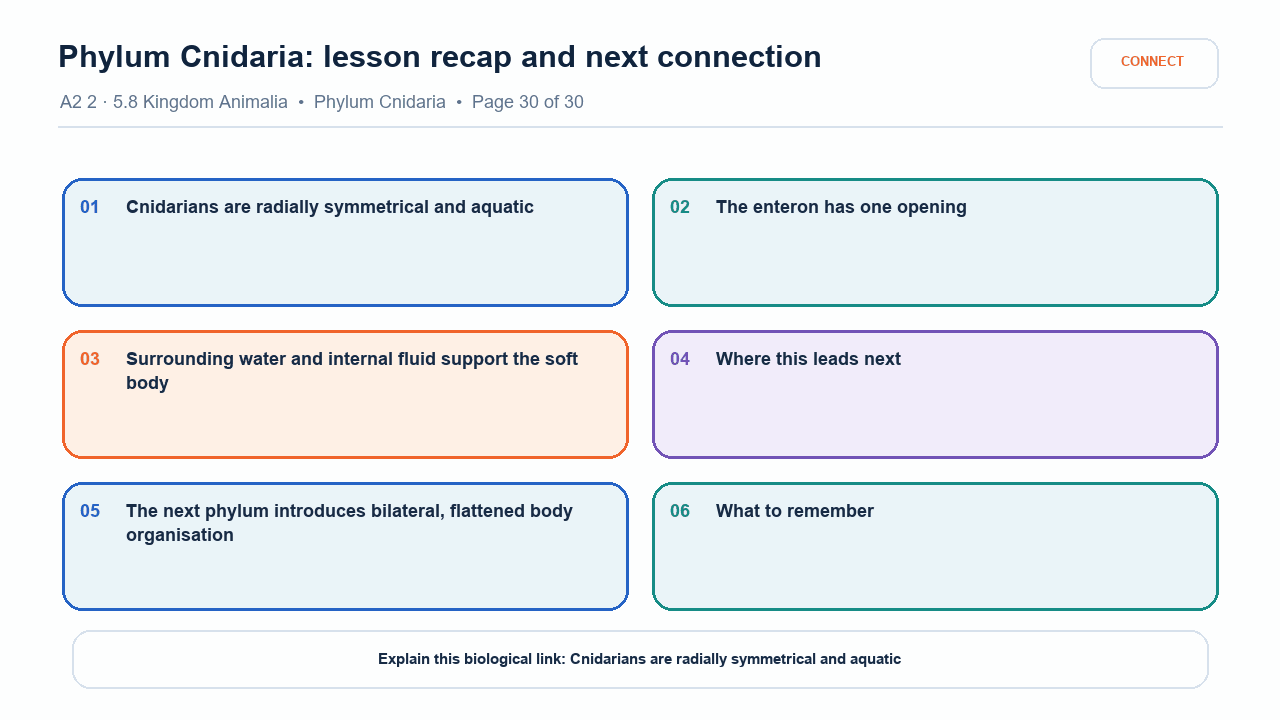 Phylum Cnidaria: lesson recap and next connection
CONNECT
A2 2 · 5.8 Kingdom Animalia • Phylum Cnidaria • Page 30 of 30
01 Cnidarians are radially symmetrical and aquatic
02 The enteron has one opening
03 Surrounding water and internal fluid support the soft
body
04 Where this leads next
05 The next phylum introduces bilateral, flattened body
organisation
06 What to remember
Explain this biological link: Cnidarians are radially symmetrical and aquatic